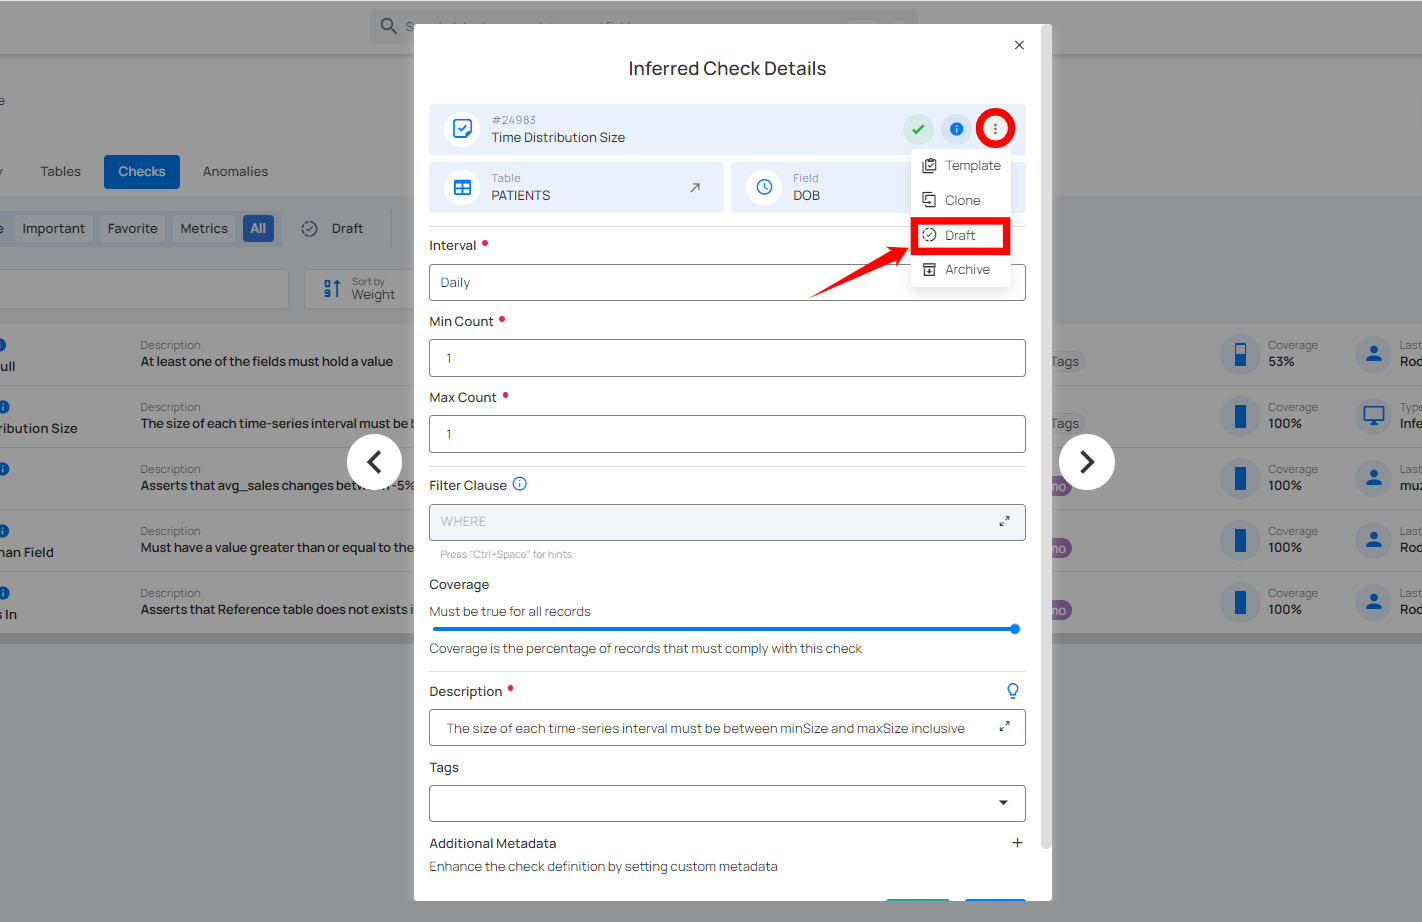 Inferred Check Details
#24983
Time Distribution Size
Table
PATIENTS
Field
DOB
Template
Clone
Draft
Archive
Interval
Daily
Min Count
1
Max Count
1
Filter Clause
WHERE
Press "Ctrl+Space" for hints
Coverage
Must be true for all records
Coverage is the percentage of records that must comply with this check
Description
The size of each time-series interval must be between minSize and maxSize inclusive
Tags
Additional Metadata
Enhance the check definition by setting custom metadata
Tables
Checks
Anomalies
Important
Favorite
Metrics
All
Draft
Sort by
Weight
Description
At least one of the fields must hold a value
Tags
Coverage
53%
Last
Rod
ribution Size
Description
The size of each time-series interval must be
Tags
Coverage
100%
Type
Infe
Description
Asserts that avg_sales changes -5%
Coverage
100%
Last
muz
nan Field
Description
Must have a value greater than or equal to the
Coverage
100%
Last
Rod
s In
Description
Asserts that Reference table does not exists i
Coverage
100%
Last
Rod